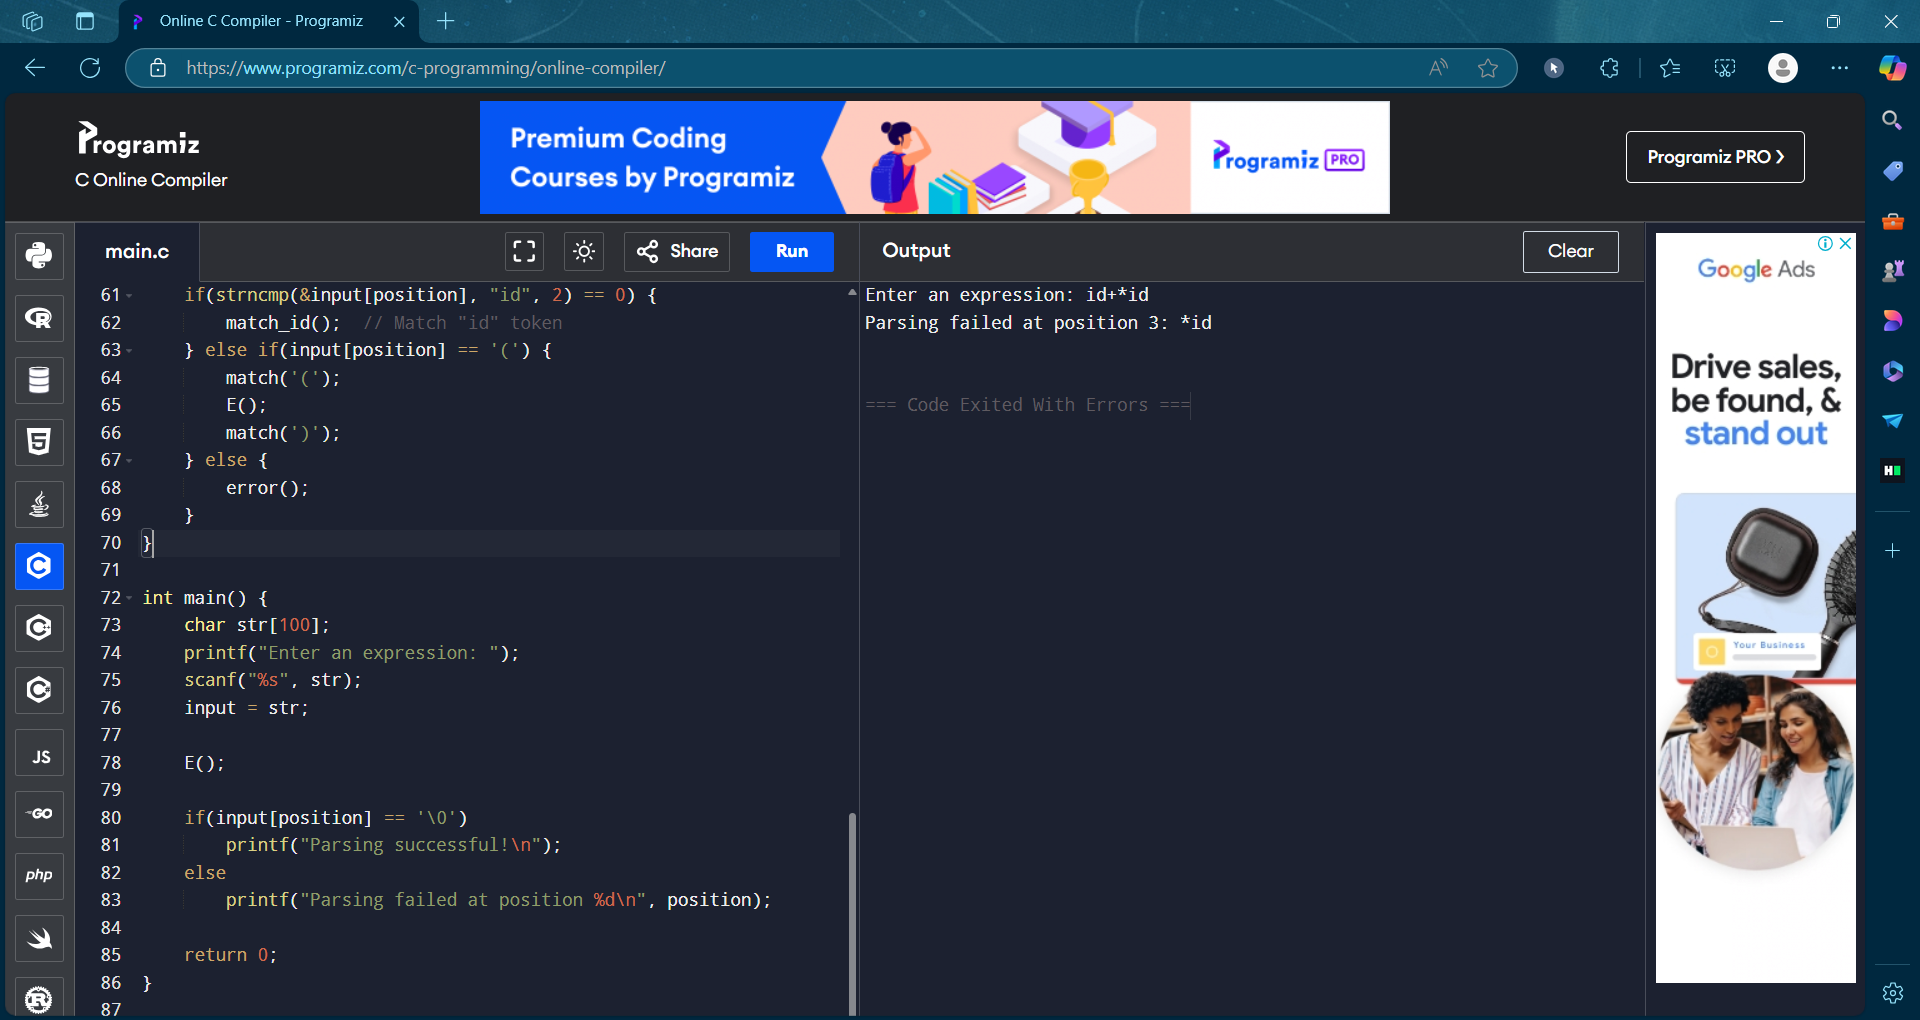 Online C Compiler - Programiz
https://www.programiz.com/c-programming/online-compiler/
Programiz
C Online Compiler
Premium Coding
Courses by Programiz
Programiz PRO
Programiz PRO
main.c
Share
Run
Output
Clear
61 if(strncmp(&input[position], "id", 2) == 0) {
62 match_id(); // Match "id" token
63 } else if(input[position] == '(') {
64 match('(');
65 E();
66 match(')');
67 } else {
68 error();
69 }
70 }
71
72 int main() {
73 char str[100];
74 printf("Enter an expression: ");
75 scanf("%s", str);
76 input = str;
77
78 E();
79
80 if(input[position] == '\0')
81 printf("Parsing successful!\n");
82 else
83 printf("Parsing failed at position %d\n", position);
84
85 return 0;
86 }
87
Enter an expression: id+*id
Parsing failed at position 3: *id
=== Code Exited With Errors ===
Google Ads
Drive sales,
be found, &
stand out
Your Business
JS
GO
php